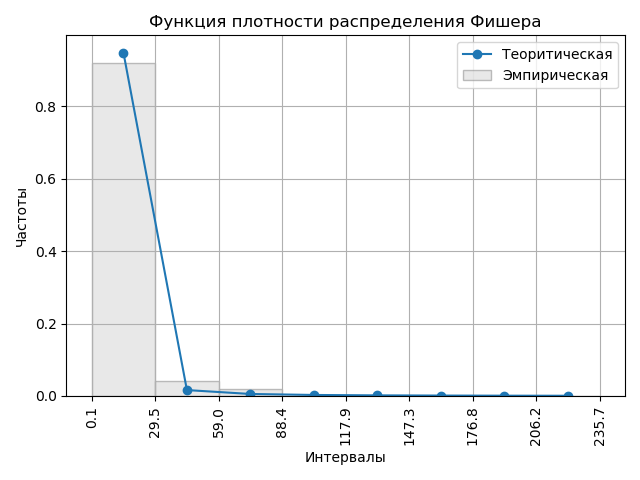 Функция плотности распределения Фишера
Теоритическая
Эмпирическая
Частоты
0.8
0.6
0.4
0.2
0.0
0.1
29.5
59.0
88.4
117.9
147.3
176.8
206.2
235.7
Интервалы